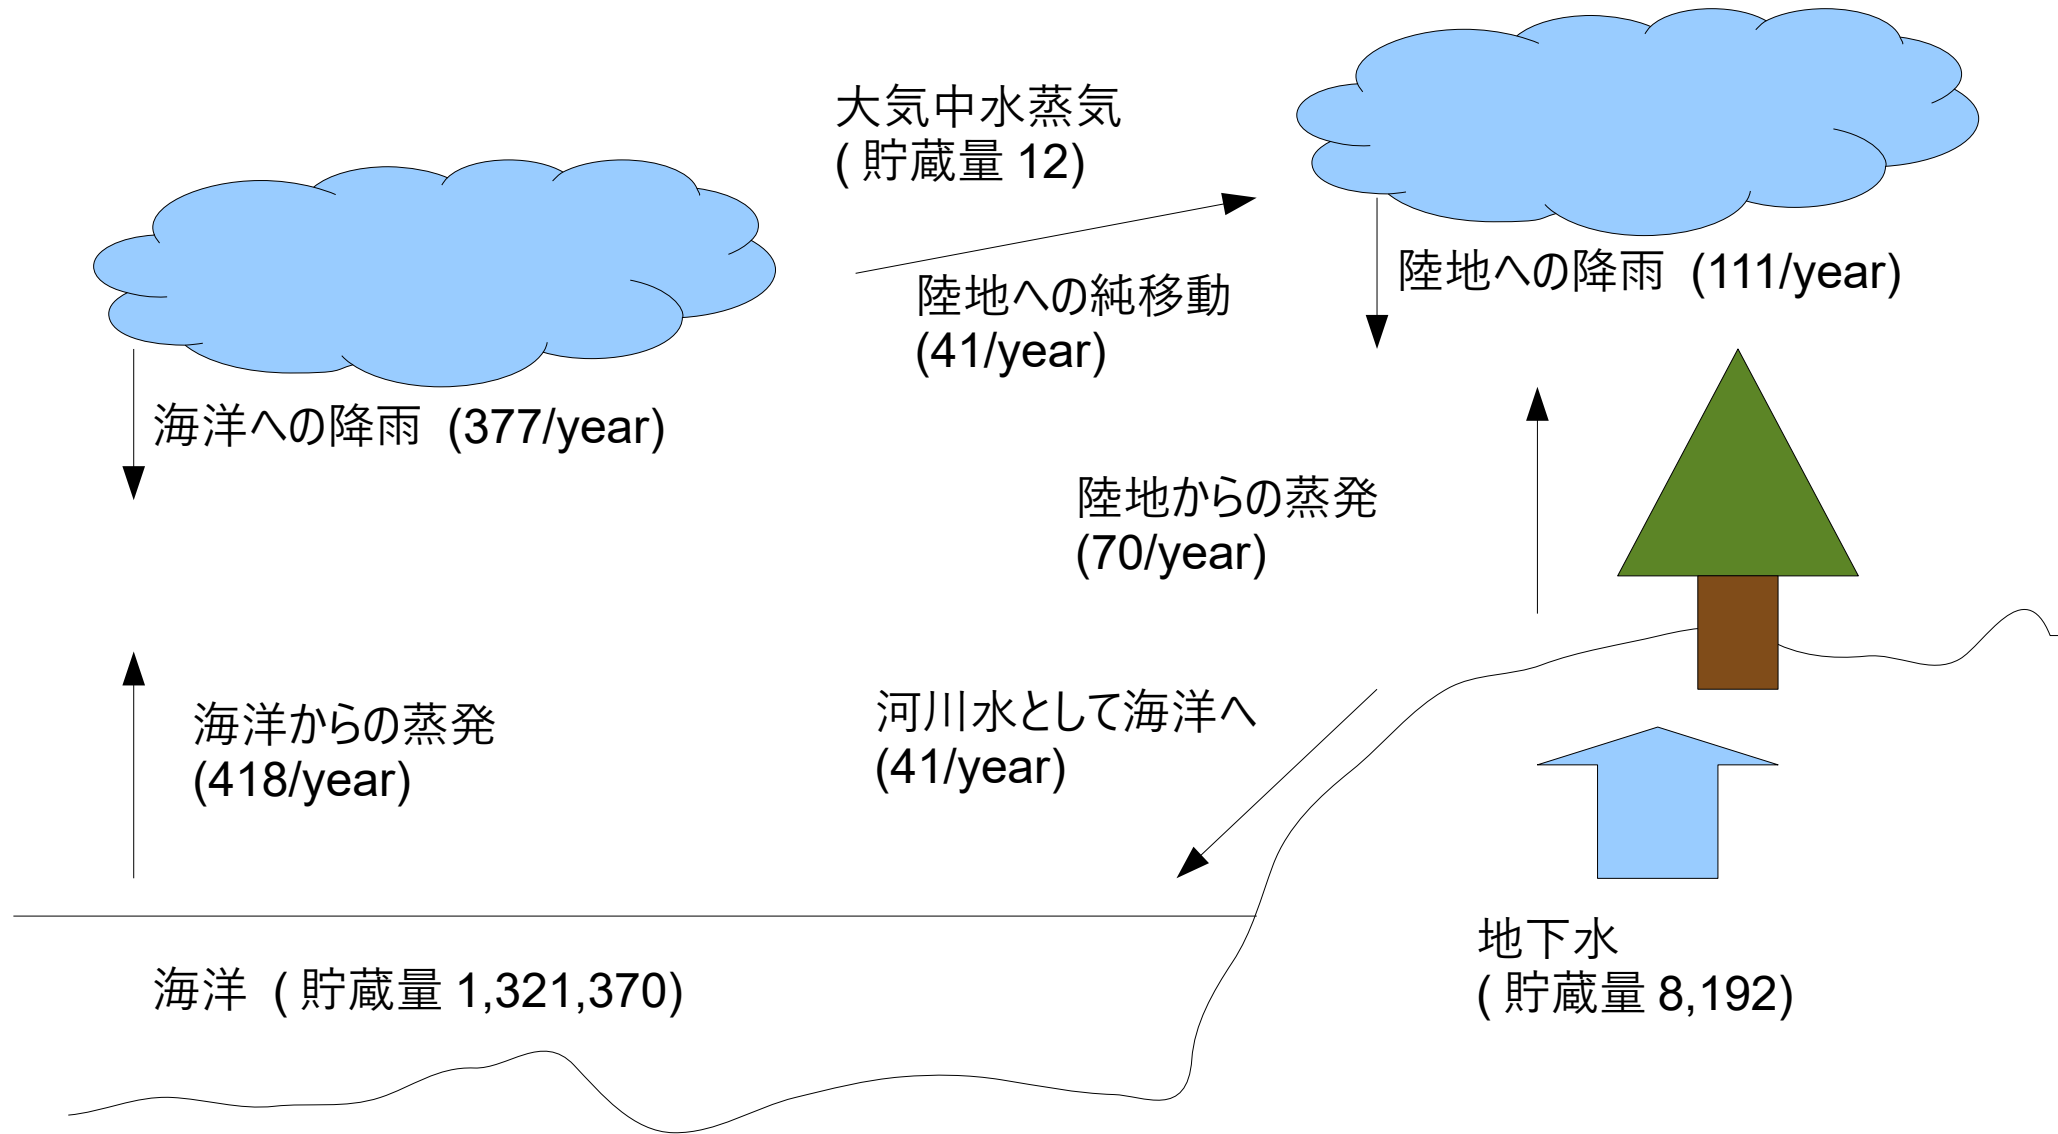 大気中水蒸気
( 貯蔵量 12)
陸地への純移動
(41/year)
陸地への降雨 (111/year)
海洋への降雨 (377/year)
陸地からの蒸発
(70/year)
海洋からの蒸発
(418/year)
河川水として海洋へ
(41/year)
海洋 ( 貯蔵量 1,321,370)
地下水
( 貯蔵量 8,192)